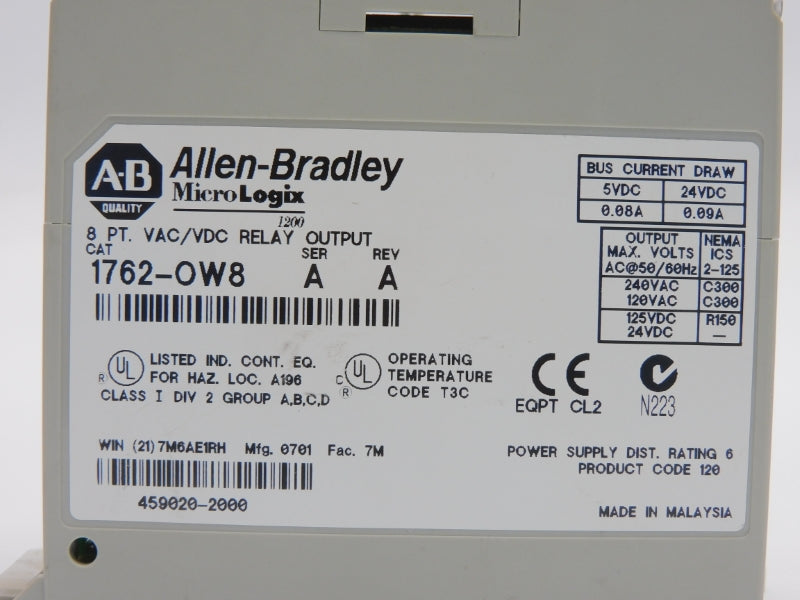 A-B
QUALITY
Allen-Bradley
MicroLogix
1200
8 PT. VAC/VDC RELAY OUTPUT
CAT SER REV
1762-OW8 A A
BUS CURRENT DRAW
5VDC 24VDC
0.08A 0.09A
OUTPUT NEMA
MAX. VOLTS ICS
AC@50/60Hz 2-125
240VAC C300
120VAC C300
125VDC R150
24VDC —
UL LISTED IND. CONT. EQ.
R FOR HAZ. LOC. A196
CLASS I DIV 2 GROUP A,B,C,D
C UL R OPERATING
TEMPERATURE
CODE T3C
CE
EQPT CL2
N223
WIN (21) 7M6AE1RH Mfg. 0701 Fac. 7M
459020-2000
POWER SUPPLY DIST. RATING 6
PRODUCT CODE 120
MADE IN MALAYSIA